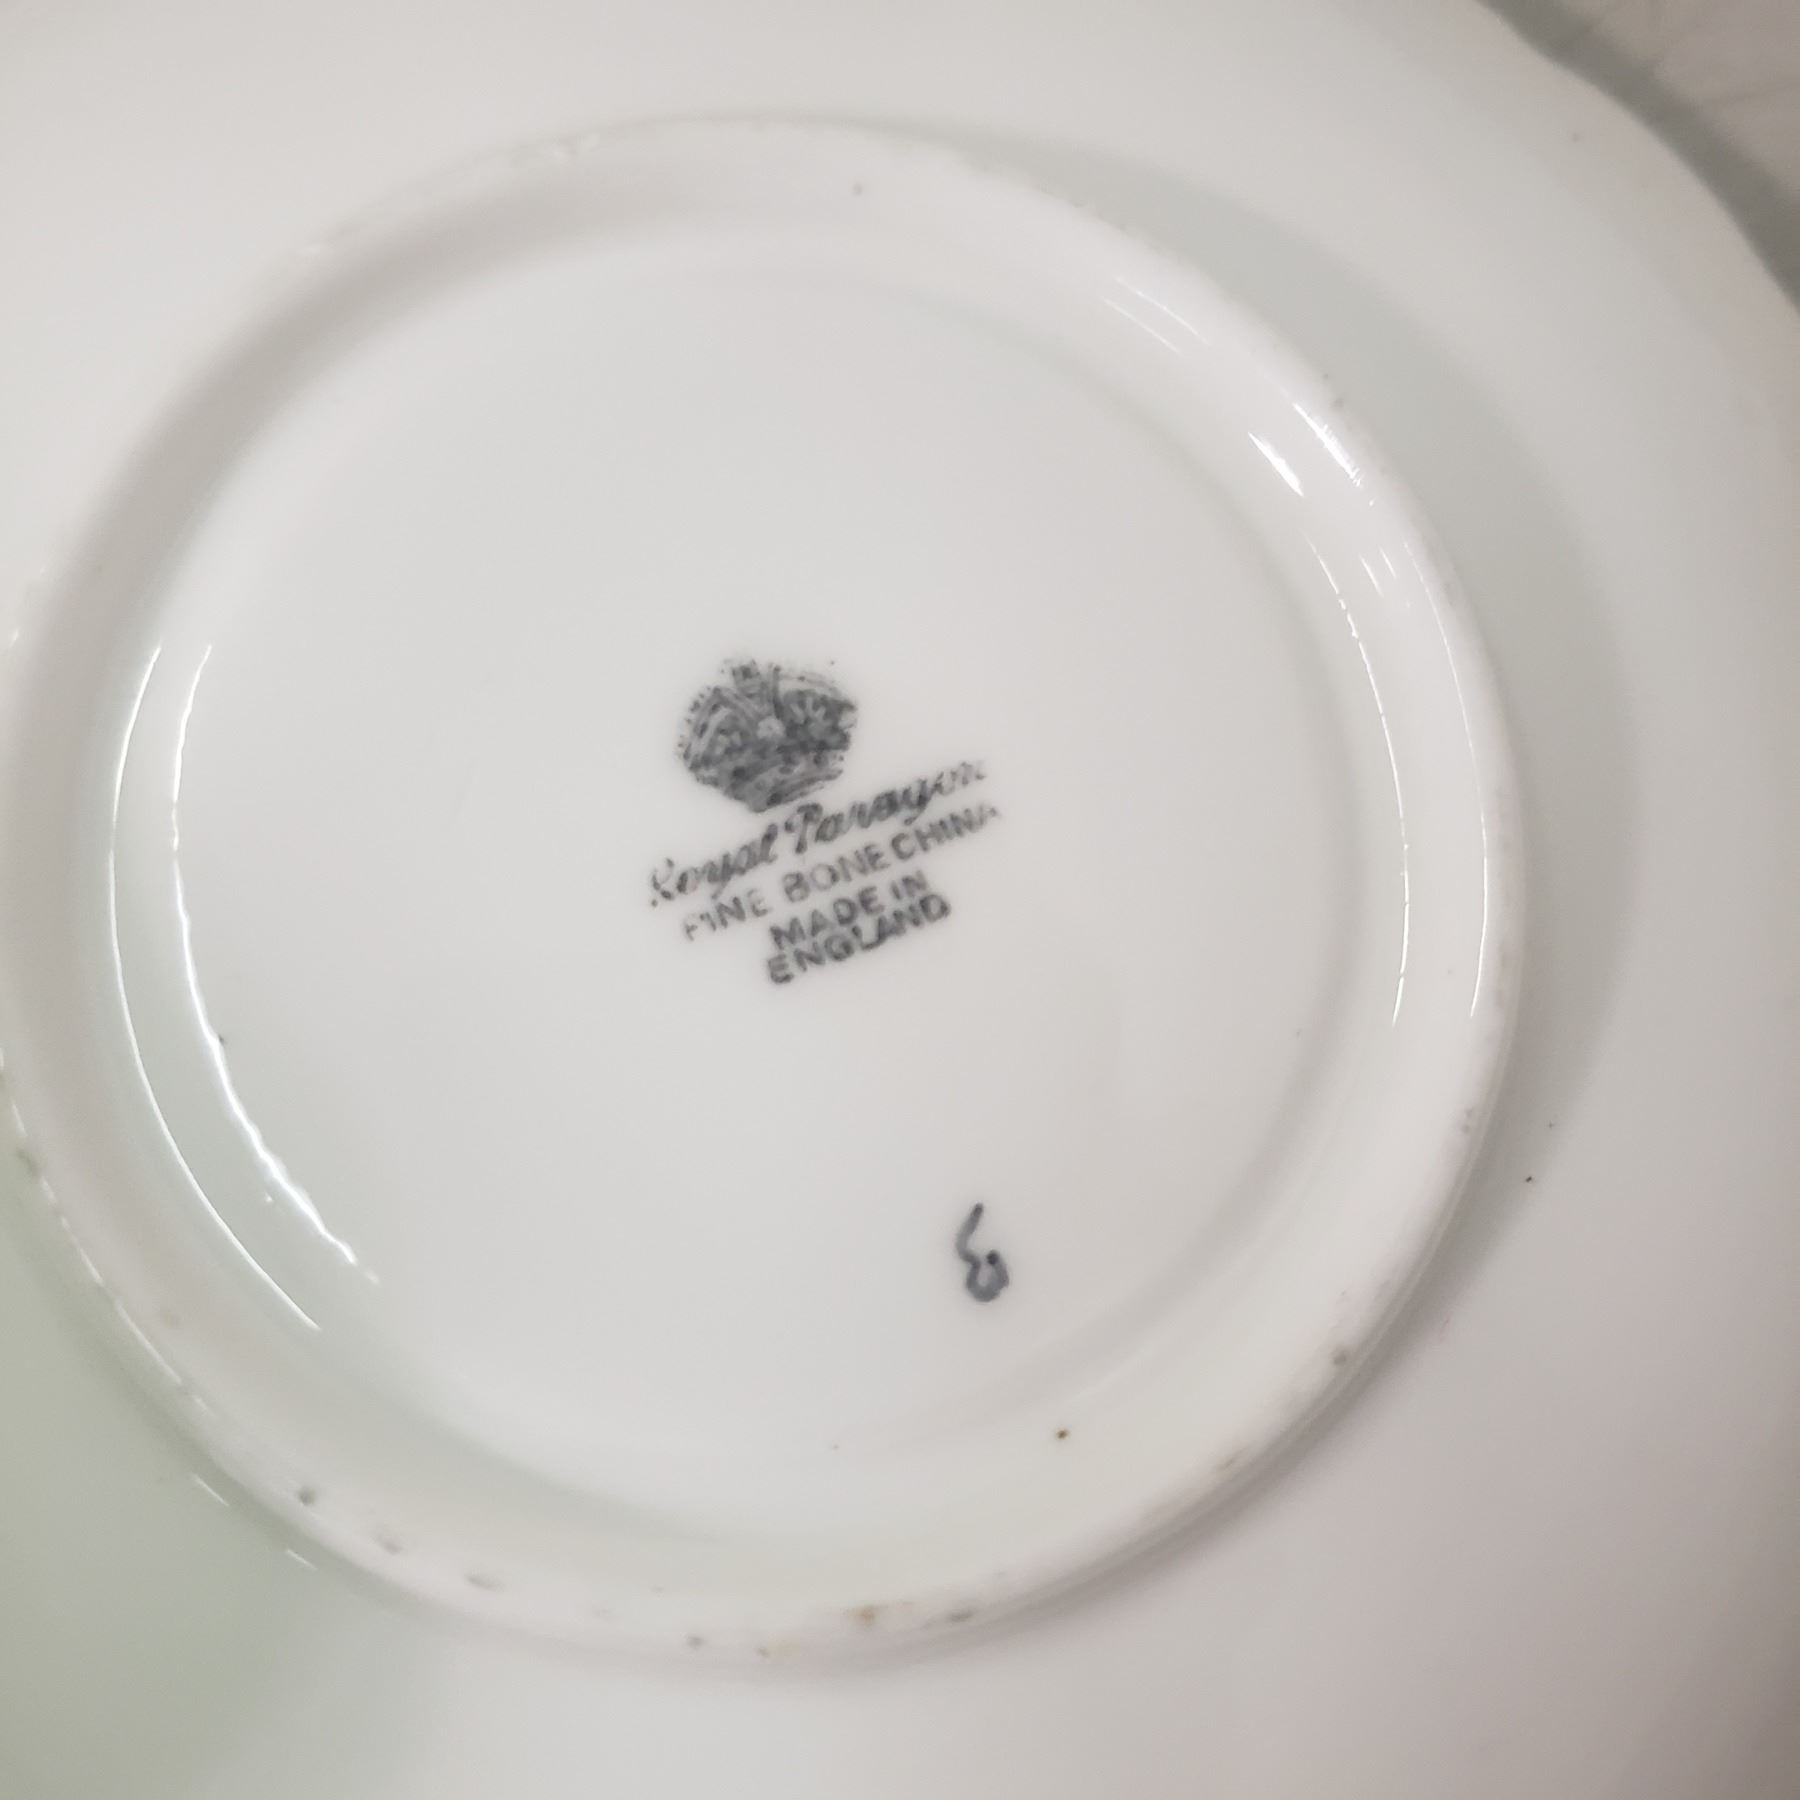 Royal Paragon
FINE BONE CHINA
MADE IN
ENGLAND